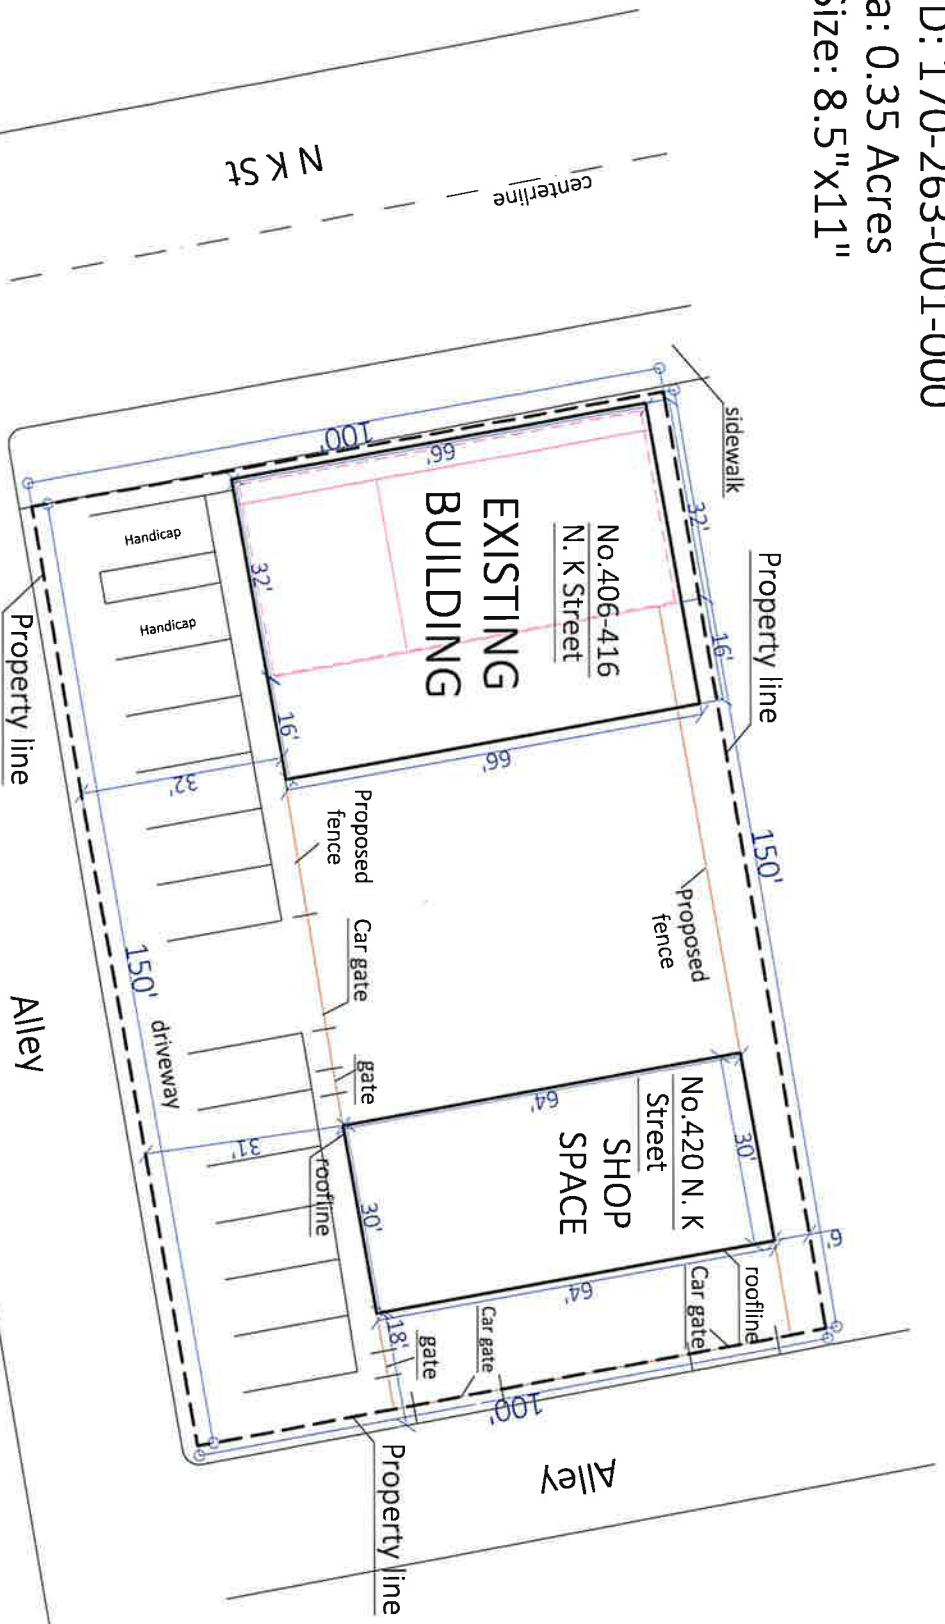 D: 170-263-001-000
a: 0.35 Acres
Size: 8.5"x11"
N K St
centerline
sidewalk
Property line
150'
32'
16'
100'
66'
No.406-416
N. K Street
EXISTING
BUILDING
32'
16'
66'
Handicap
Handicap
32'
Proposed
fence
Proposed
fence
Car gate
gate
No.420 N. K
Street
SHOP
SPACE
30'
64'
30'
64'
6'
roofline
Car gate
roofline
31'
18'
gate
Car gate
100'
150'
driveway
Property line
Property line
Alley
Alley